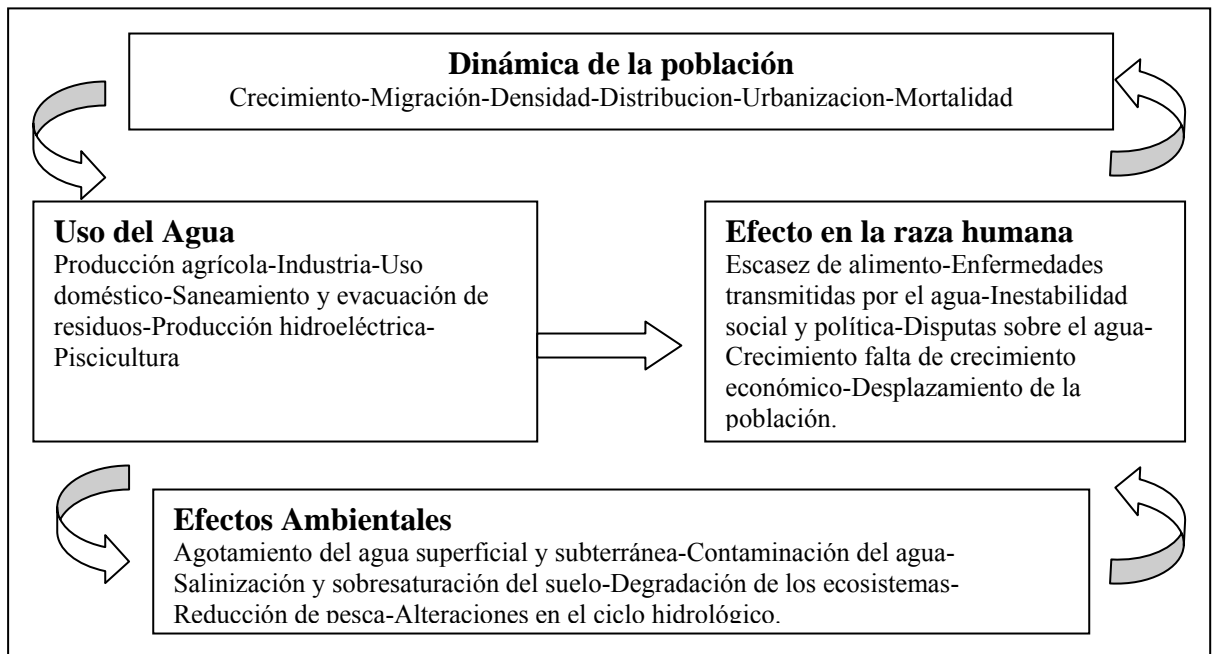 Dinámica de la población
Crecimiento-Migración-Densidad-Distribucion-Urbanizacion-Mortalidad
Uso del Agua
Producción agrícola-Industria-Uso
doméstico-Saneamiento y evacuación de
residuos-Producción hidroeléctrica-
Piscicultura
Efecto en la raza humana
Escasez de alimento-Enfermedades
transmitidas por el agua-Inestabilidad
social y política-Disputas sobre el agua-
Crecimiento falta de crecimiento
económico-Desplazamiento de la
población.
Efectos Ambientales
Agotamiento del agua superficial y subterránea-Contaminación del agua-
Salinización y sobresaturación del suelo-Degradación de los ecosistemas-
Reducción de pesca-Alteraciones en el ciclo hidrológico.